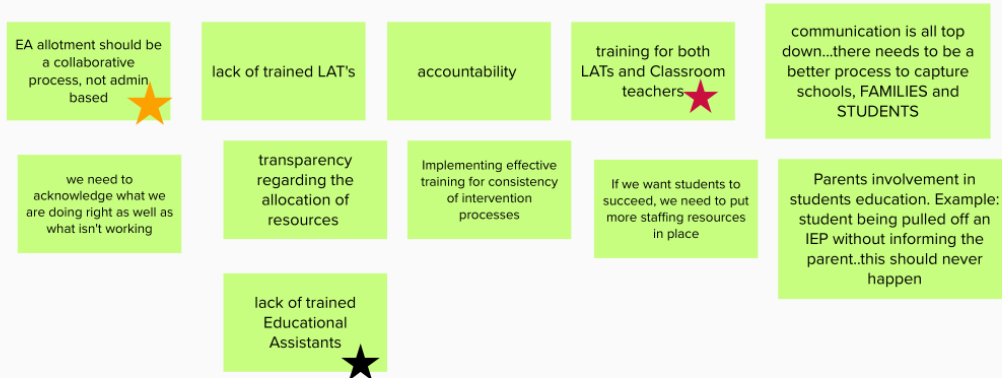 EA allotment should be
a collaborative
process, not admin
based
lack of trained LAT's
accountability
training for both
LATs and Classroom
teachers
communication is all top
down...there needs to be a
better process to capture
schools, FAMILIES and
STUDENTS
we need to
acknowledge what we
are doing right as well as
what isn't working
transparency
regarding the
allocation of
resources
Implementing effective
training for consistency
of intervention
processes
If we want students to
succeed, we need to put
more staffing resources
in place
Parents involvement in
students education. Example:
student being pulled off an
IEP without informing the
parent..this should never
happen
lack of trained
Educational
Assistants